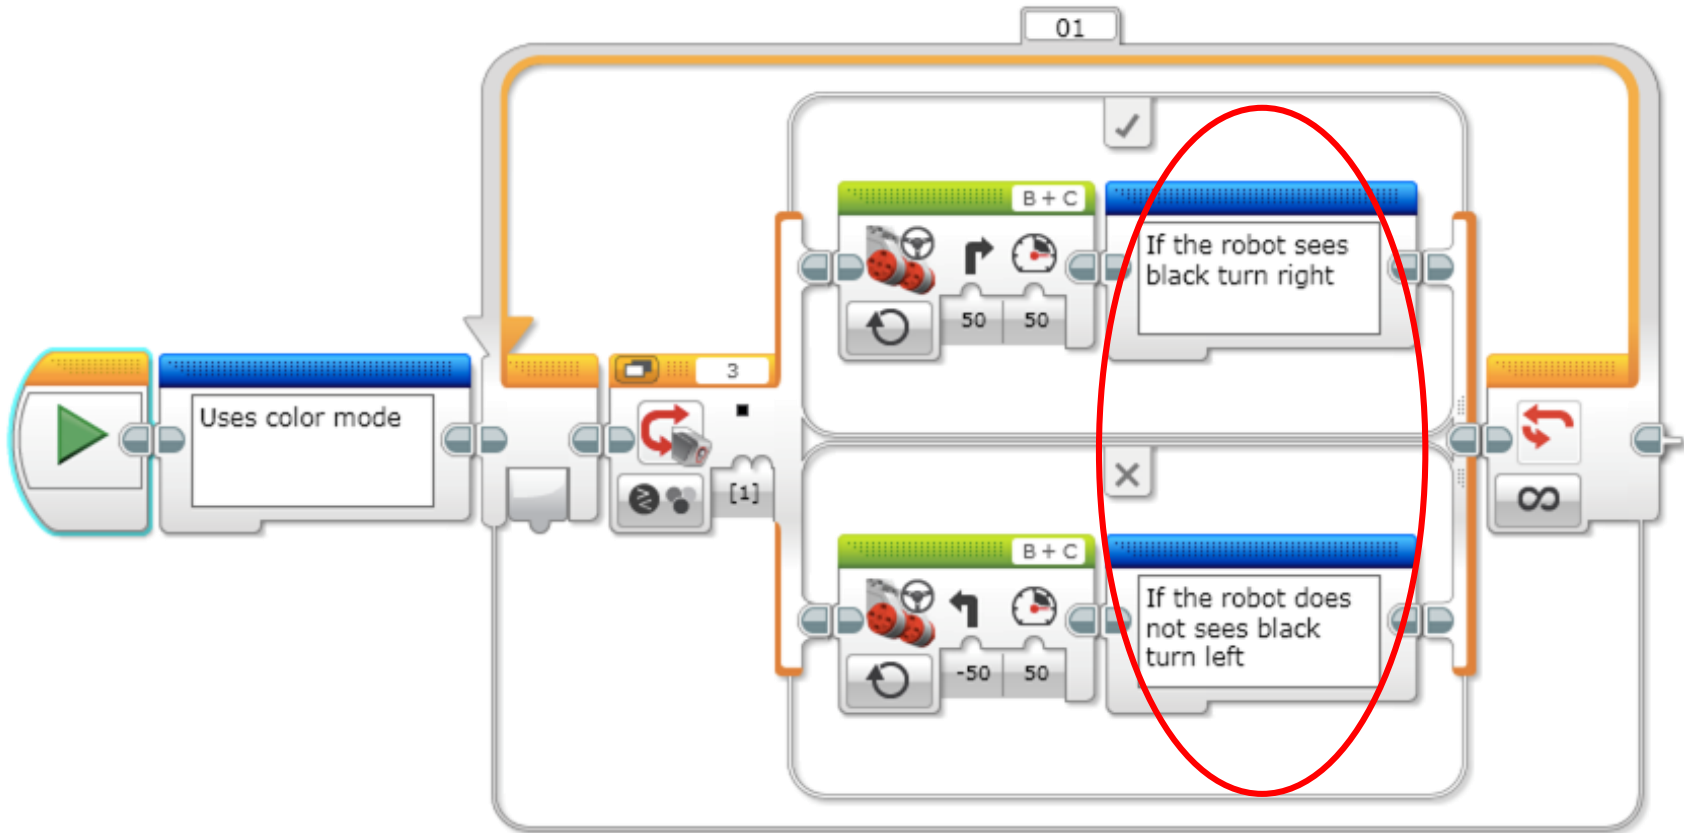 01
B + C
If the robot sees
black turn right
50 50
3
Uses color mode
[1]
B + C
If the robot does
not sees black
turn left
-50 50